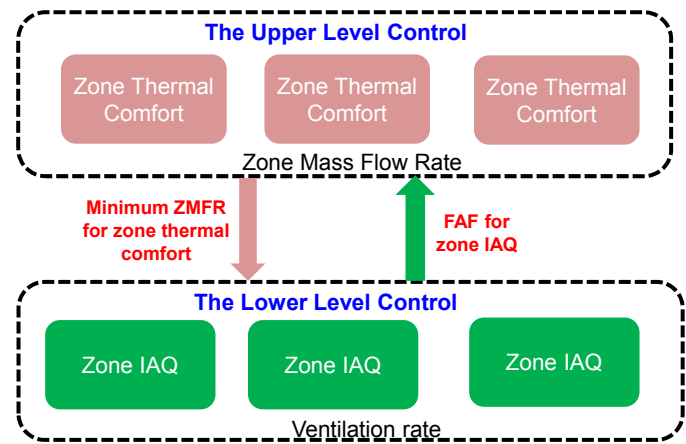 The Upper Level Control
Zone Thermal
Comfort
Zone Thermal
Comfort
Zone Thermal
Comfort
Zone Mass Flow Rate
Minimum ZMFR
for zone thermal
comfort
FAF for
zone IAQ
The Lower Level Control
Zone IAQ
Zone IAQ
Zone IAQ
Ventilation rate